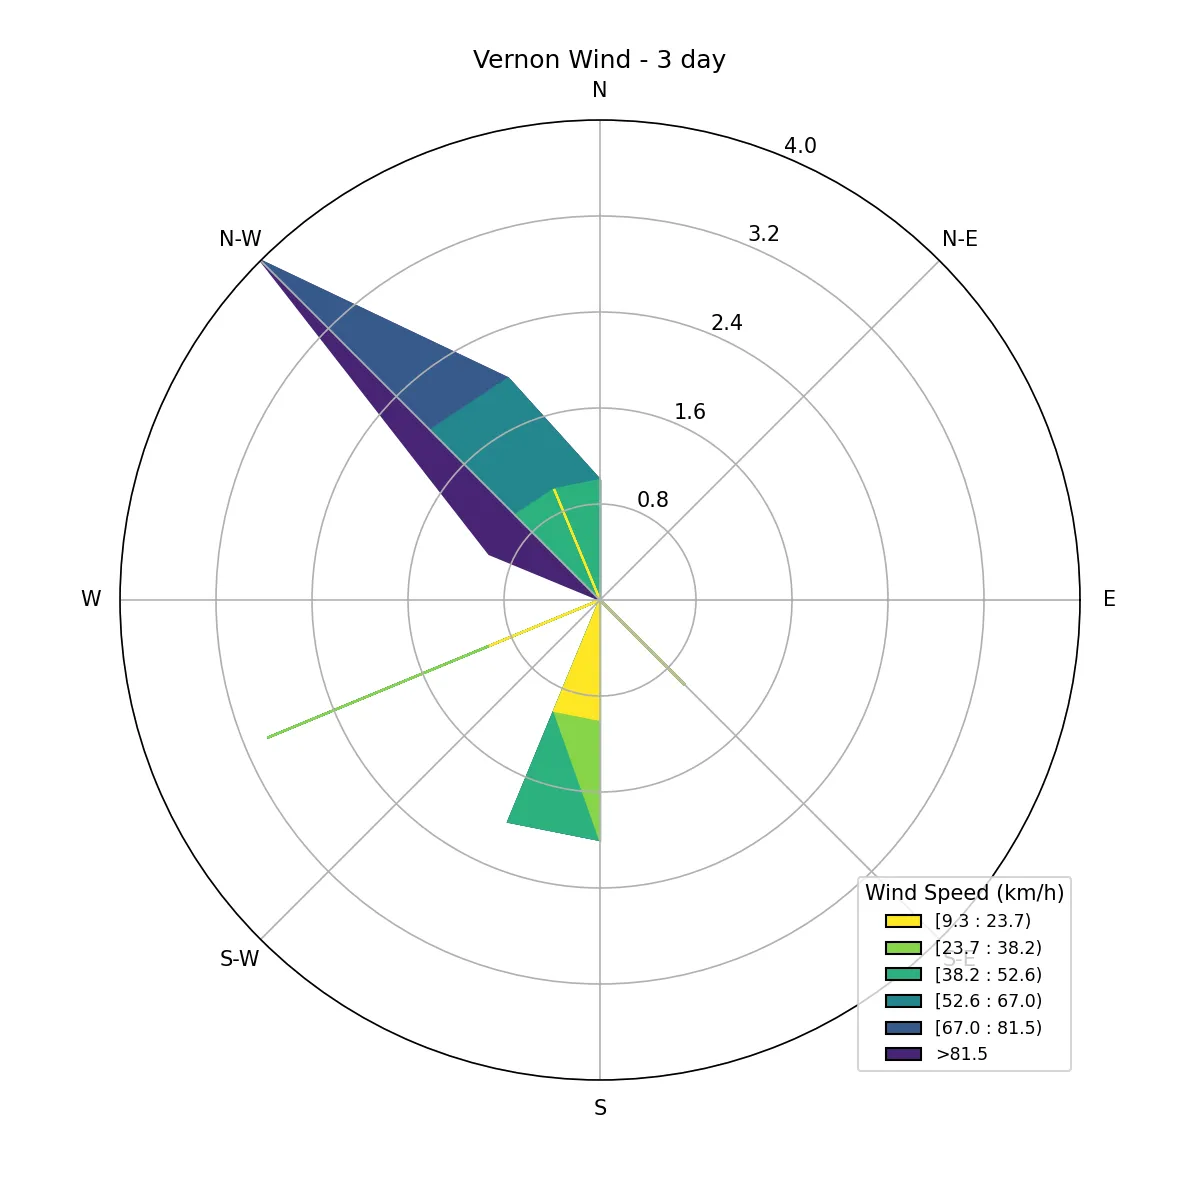 Vernon Wind - 3 day
N
4.0
N-W
3.2
N-E
2.4
1.6
0.8
W
E
S-W
S-E
S
Wind Speed (km/h)
[9.3 : 23.7)
[23.7 : 38.2)
[38.2 : 52.6)
[52.6 : 67.0)
[67.0 : 81.5)
>81.5